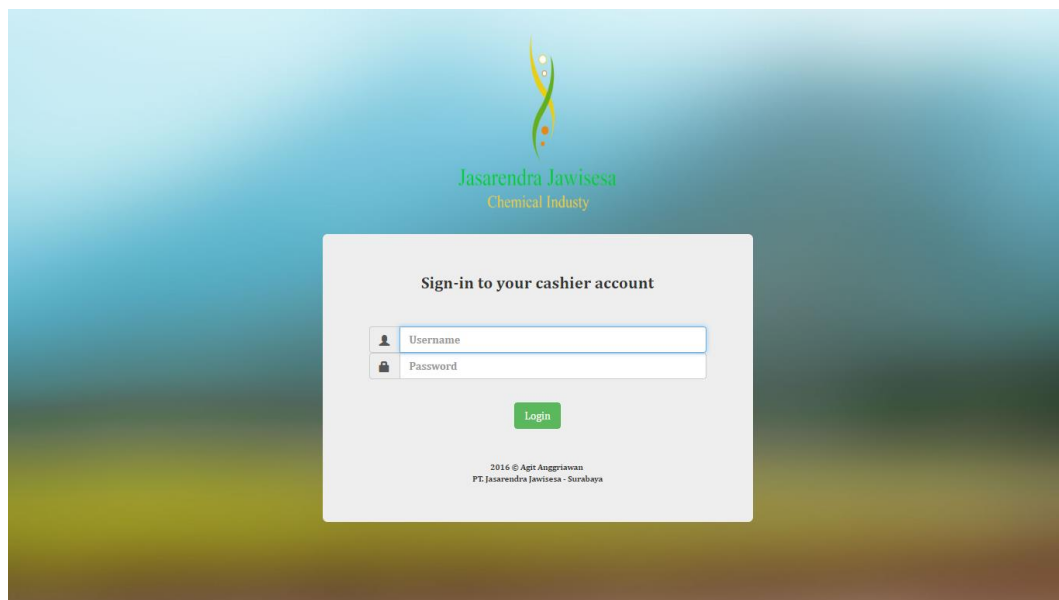 Jasarendra Jawisesa
Chemical Industy
Sign-in to your cashier account
Username
Password
Login
2016 © Agit Anggriawan
PT. Jasarendra Jawisesa - Surabaya